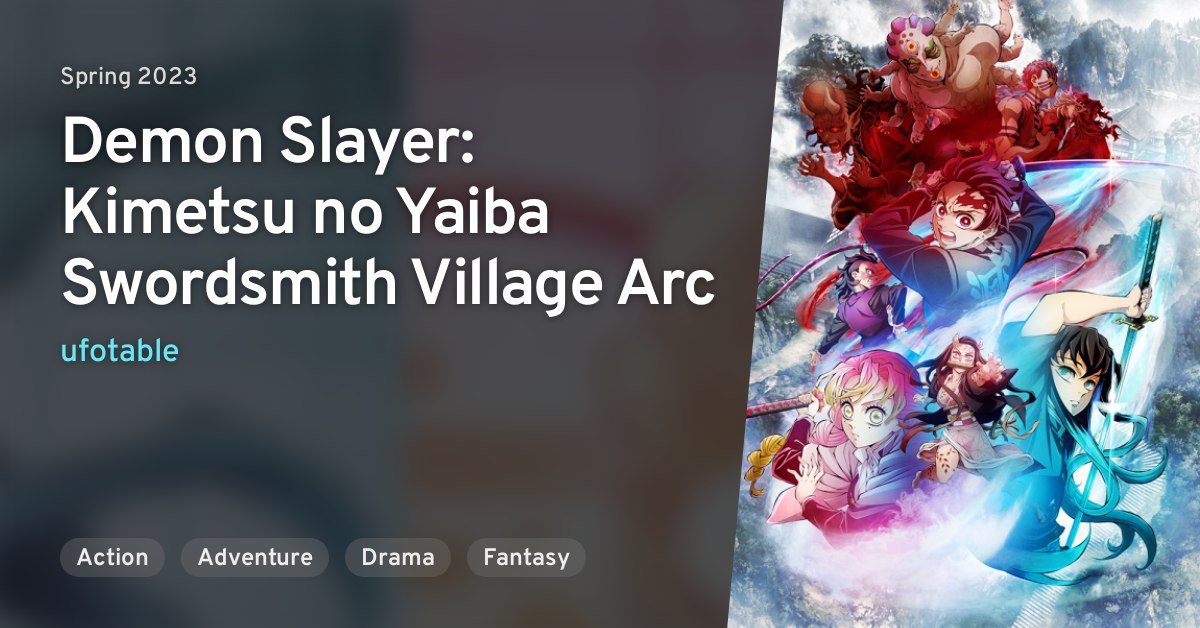 Spring 2023
Demon Slayer:
Kimetsu no Yaiba
Swordsmith Village Arc
ufotable
Action
Adventure
Drama
Fantasy